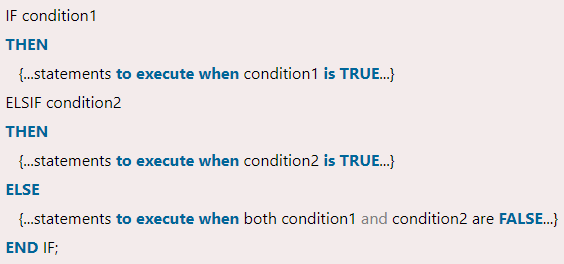 IF condition1
THEN
{...statements to execute when condition1 is TRUE...}
ELSIF condition2
THEN
{...statements to execute when condition2 is TRUE...}
ELSE
{...statements to execute when both condition1 and condition2 are FALSE...}
END IF;